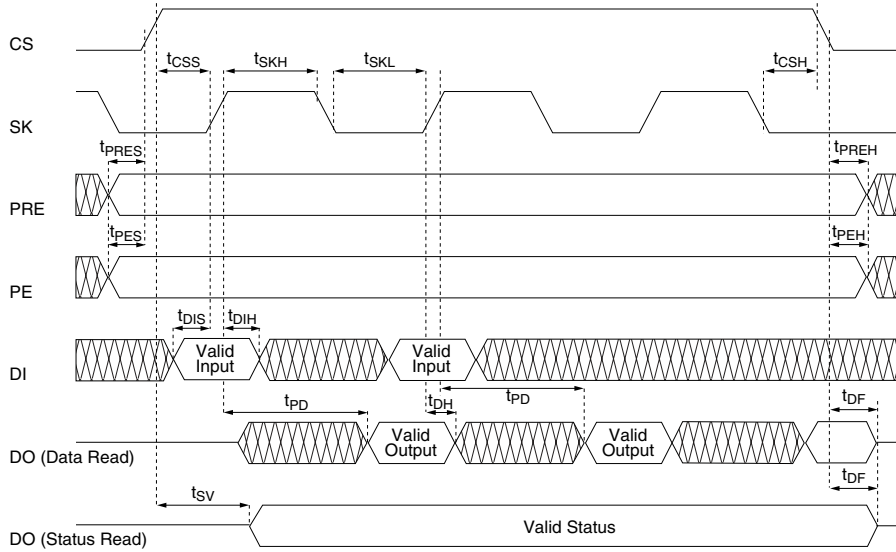 CS
tCSS
tSKH
tSKL
tCSH
SK
tPRES
tPREH
PRE
tPES
tPEH
PE
tDIS
tDIH
DI
Valid
Input
Valid
Input
tPD
tDH
tPD
tDF
DO (Data Read)
Valid
Output
Valid
Output
tDF
tSV
DO (Status Read)
Valid Status